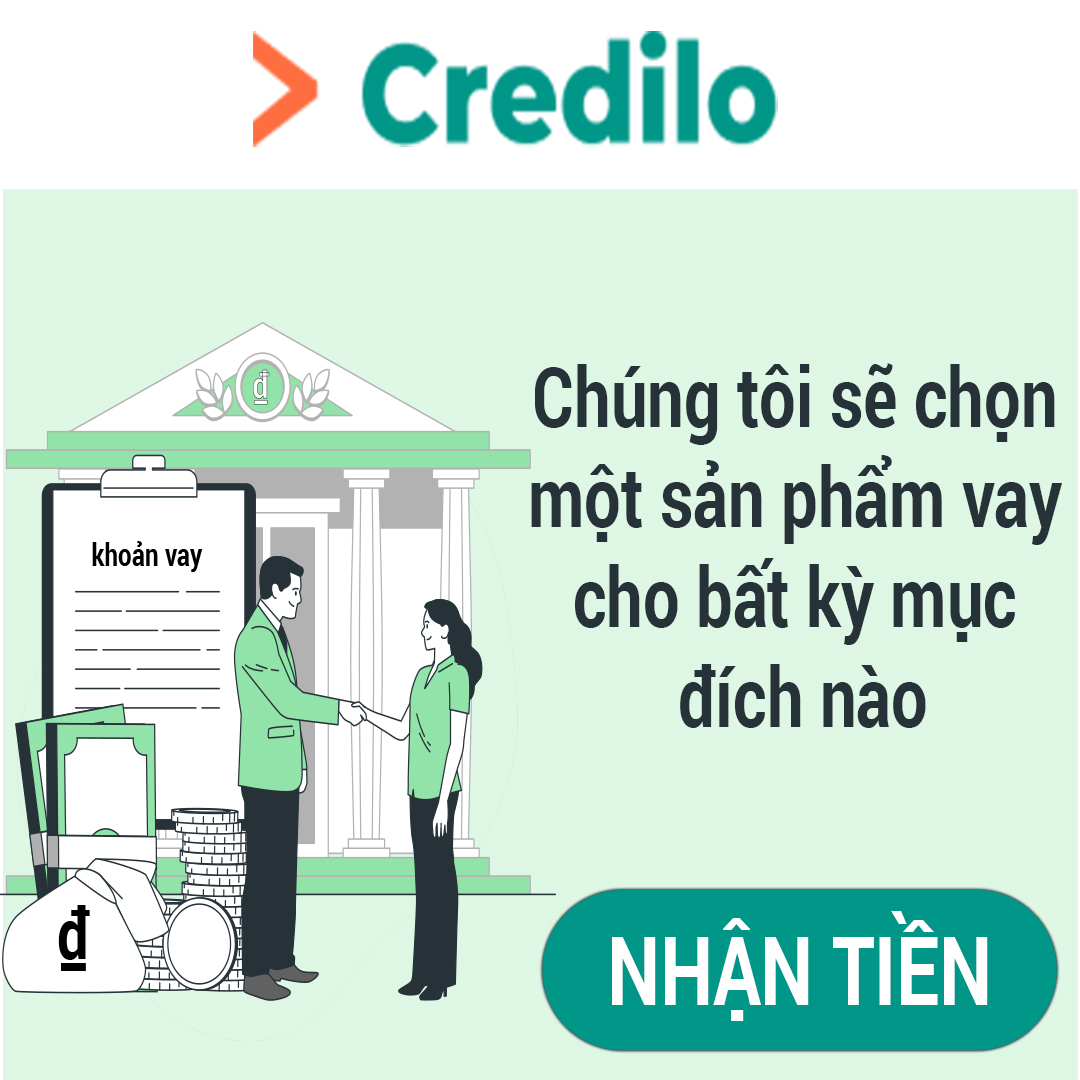 Credilo
Chúng tôi sẽ chọn
một sản phẩm vay
cho bất kỳ mục
đích nào
khoản vay
đ
₫
NHẬN TIỀN